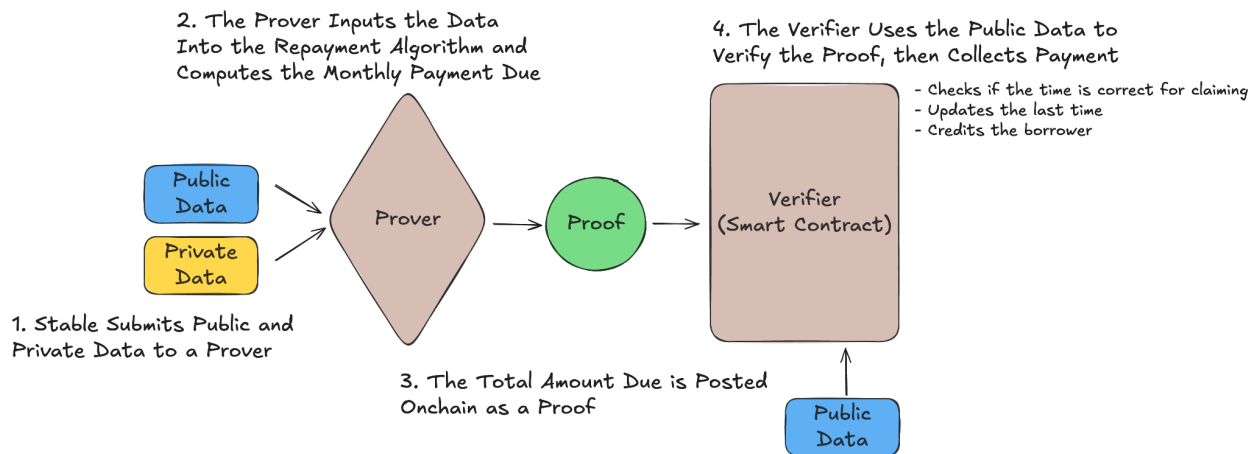 2. The Prover Inputs the Data
Into the Repayment Algorithm and
Computes the Monthly Payment Due
4. The Verifier Uses the Public Data to
Verify the Proof, then Collects Payment
- Checks if the time is correct for claiming
- Updates the last time
- Credits the borrower
Public
Data
Private
Data
Prover
Proof
Verifier
(Smart Contract)
1. Stable Submits Public and
Private Data to a Prover
3. The Total Amount Due is Posted
Onchain as a Proof
Public
Data